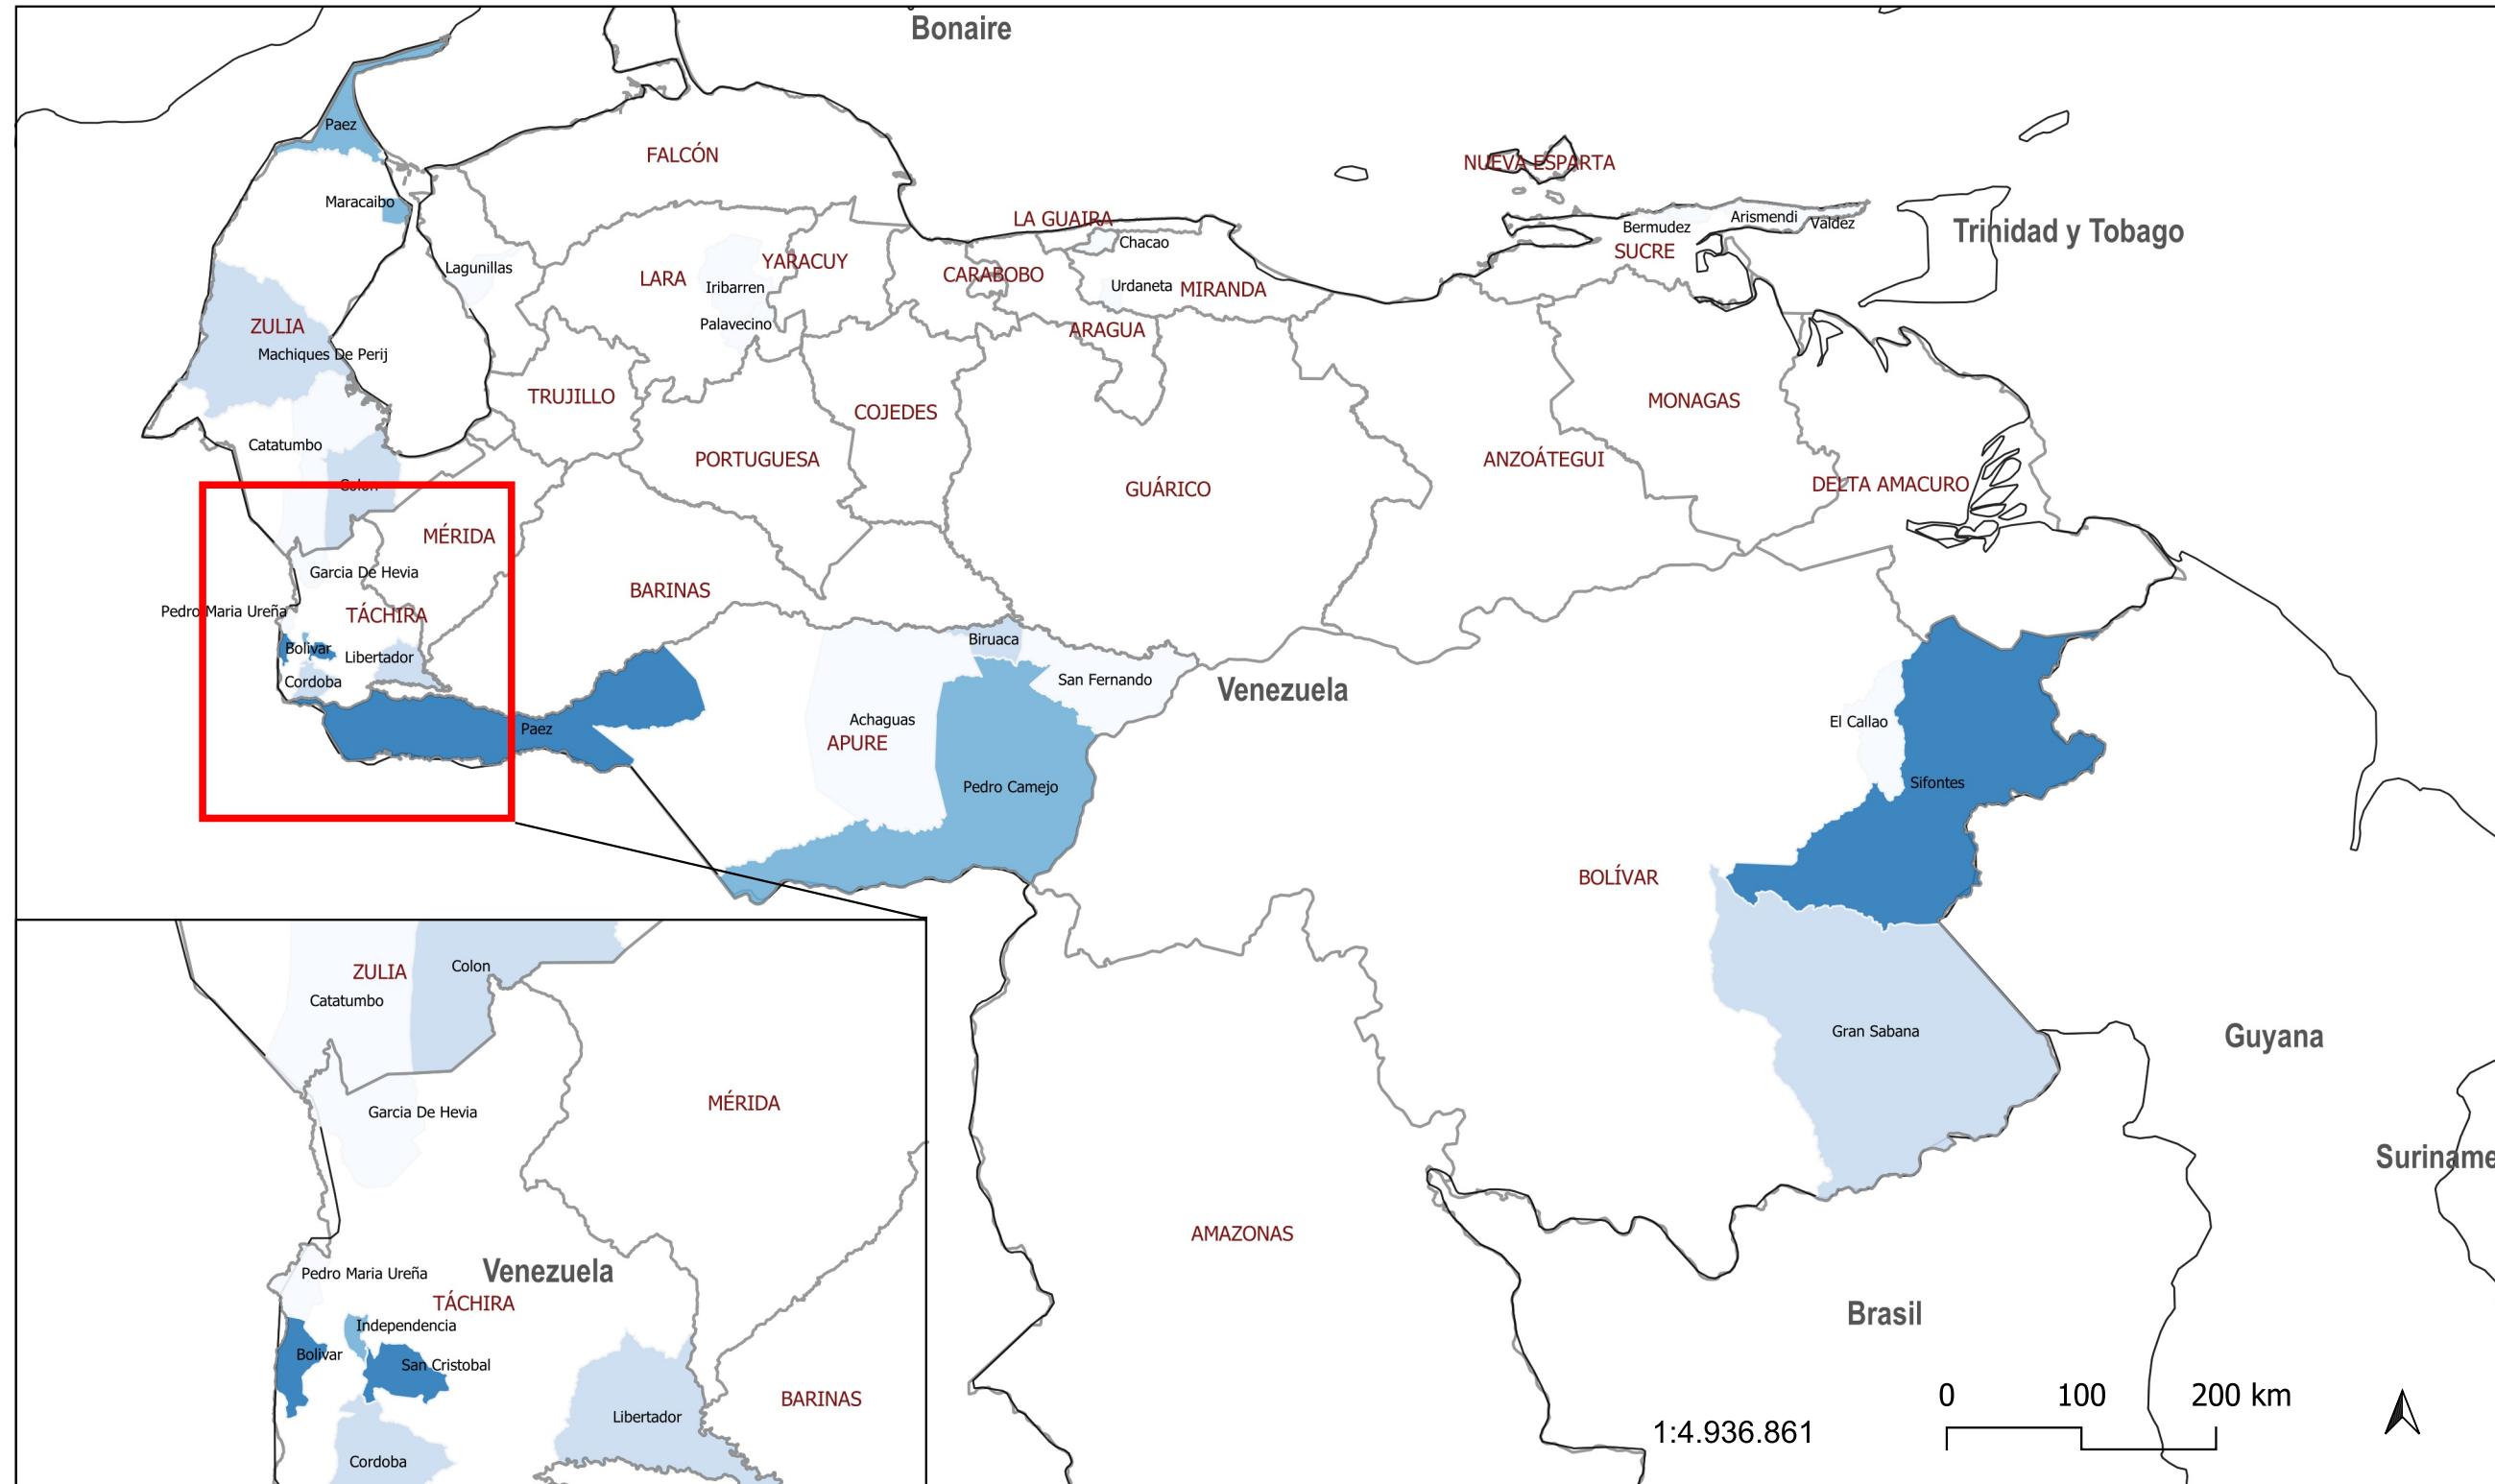 Bonaire
Paez
FALCÓN
NUEVA ESPARTA
Maracaibo
LA GUAIRA
Arismendi
Valdez
Bermudez
Trinidad y Tobago
Chacao
SUCRE
Lagunillas
YARACUY
LARA
CARABOBO
Iribarren
Urdaneta
MIRANDA
Palavecino
ZULIA
ARAGUA
Machiques De Perij
TRUJILLO
COJEDES
MONAGAS
Catatumbo
PORTUGUESA
ANZOÁTEGUI
Colon
GUÁRICO
DELTA AMACURO
MÉRIDA
Garcia De Hevia
BARINAS
Pedro Maria Ureña
TÁCHIRA
Biruaca
Bolivar
Libertador
Cordoba
San Fernando
Venezuela
Achaguas
El Callao
Paez
APURE
Pedro Camejo
Sifontes
BOLÍVAR
Gran Sabana
Guyana
Suriname
AMAZONAS
Brasil
ZULIA
Colon
Catatumbo
MÉRIDA
Garcia De Hevia
Pedro Maria Ureña
Venezuela
TÁCHIRA
Independencia
Bolivar
San Cristobal
BARINAS
Libertador
Cordoba
0 100 200 km
1:4.936.861